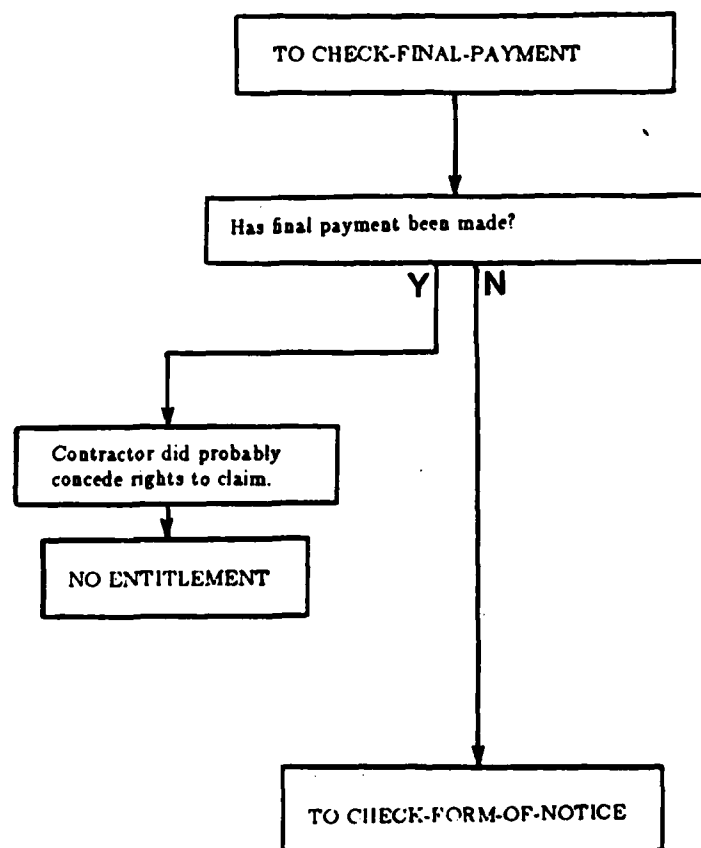 TO CHECK-FINAL-PAYMENT
Has final payment been made?
Y N
Contractor did probably
concede rights to claim.
NO ENTITLEMENT
TO CHECK-FORM-OF-NOTICE